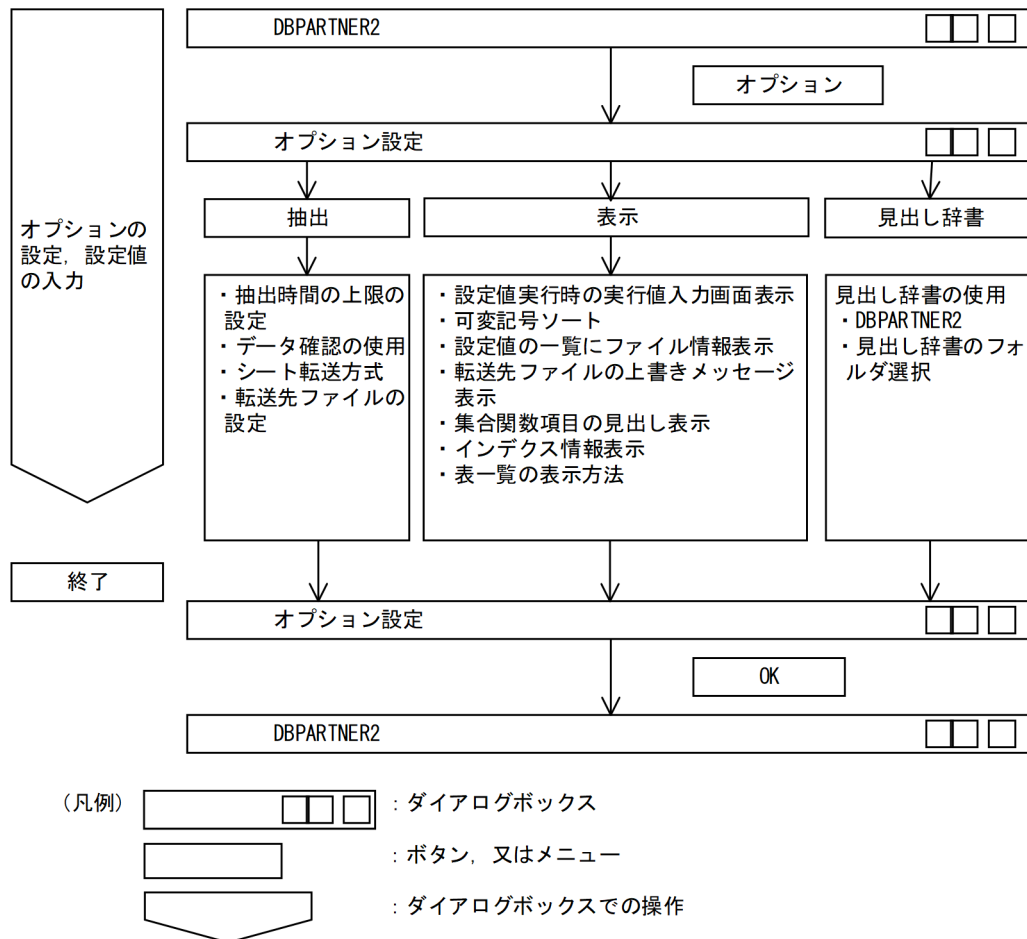 DBPARTNER2
オプション
オプション設定
抽出
表示
見出し辞書
オプションの
設定，設定値
の入力
・抽出時間の上限の
設定
・データ確認の使用
・シート転送方式
・転送先ファイルの
設定
・設定値実行時の実行値入力画面表示
・可変記号ソート
・設定値の一覧にファイル情報表示
・転送先ファイルの上書きメッセージ
表示
・集合関数項目の見出し表示
・インデクス情報表示
・表一覧の表示方法
見出し辞書の使用
・DBPARTNER2
・見出し辞書のフォ
ルダ選択
終了
オプション設定
OK
DBPARTNER2
（凡例）
：ダイアログボックス
：ボタン，又はメニュー
：ダイアログボックスでの操作